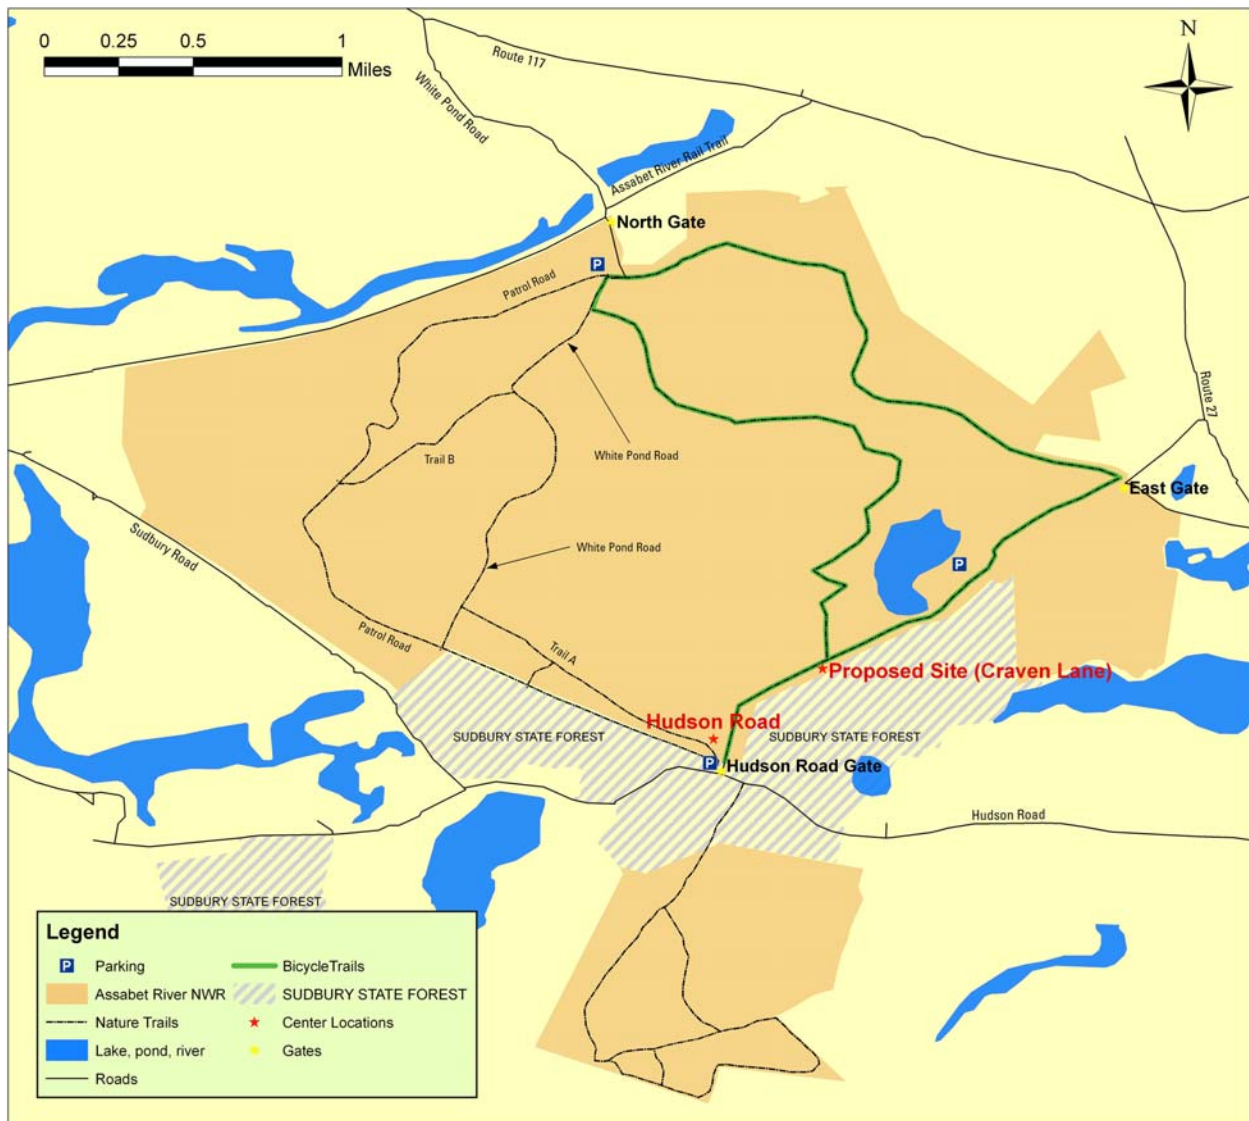 0 0.25 0.5 1
Miles
N
Route 117
White Pond Road
Assabet River Rail Trail
North Gate
P
Patrol Road
Route 27
White Pond Road
Trail B
East Gate
Sudbury Road
White Pond Road
P
Patrol Road
Trail A
Proposed Site (Craven Lane)
Hudson Road
SUDBURY STATE FOREST
SUDBURY STATE FOREST
P
Hudson Road Gate
Hudson Road
SUDBURY STATE FOREST
Legend
P Parking
BicycleTrails
Assabet River NWR
SUDBURY STATE FOREST
Nature Trails
Center Locations
Lake, pond, river
Gates
Roads